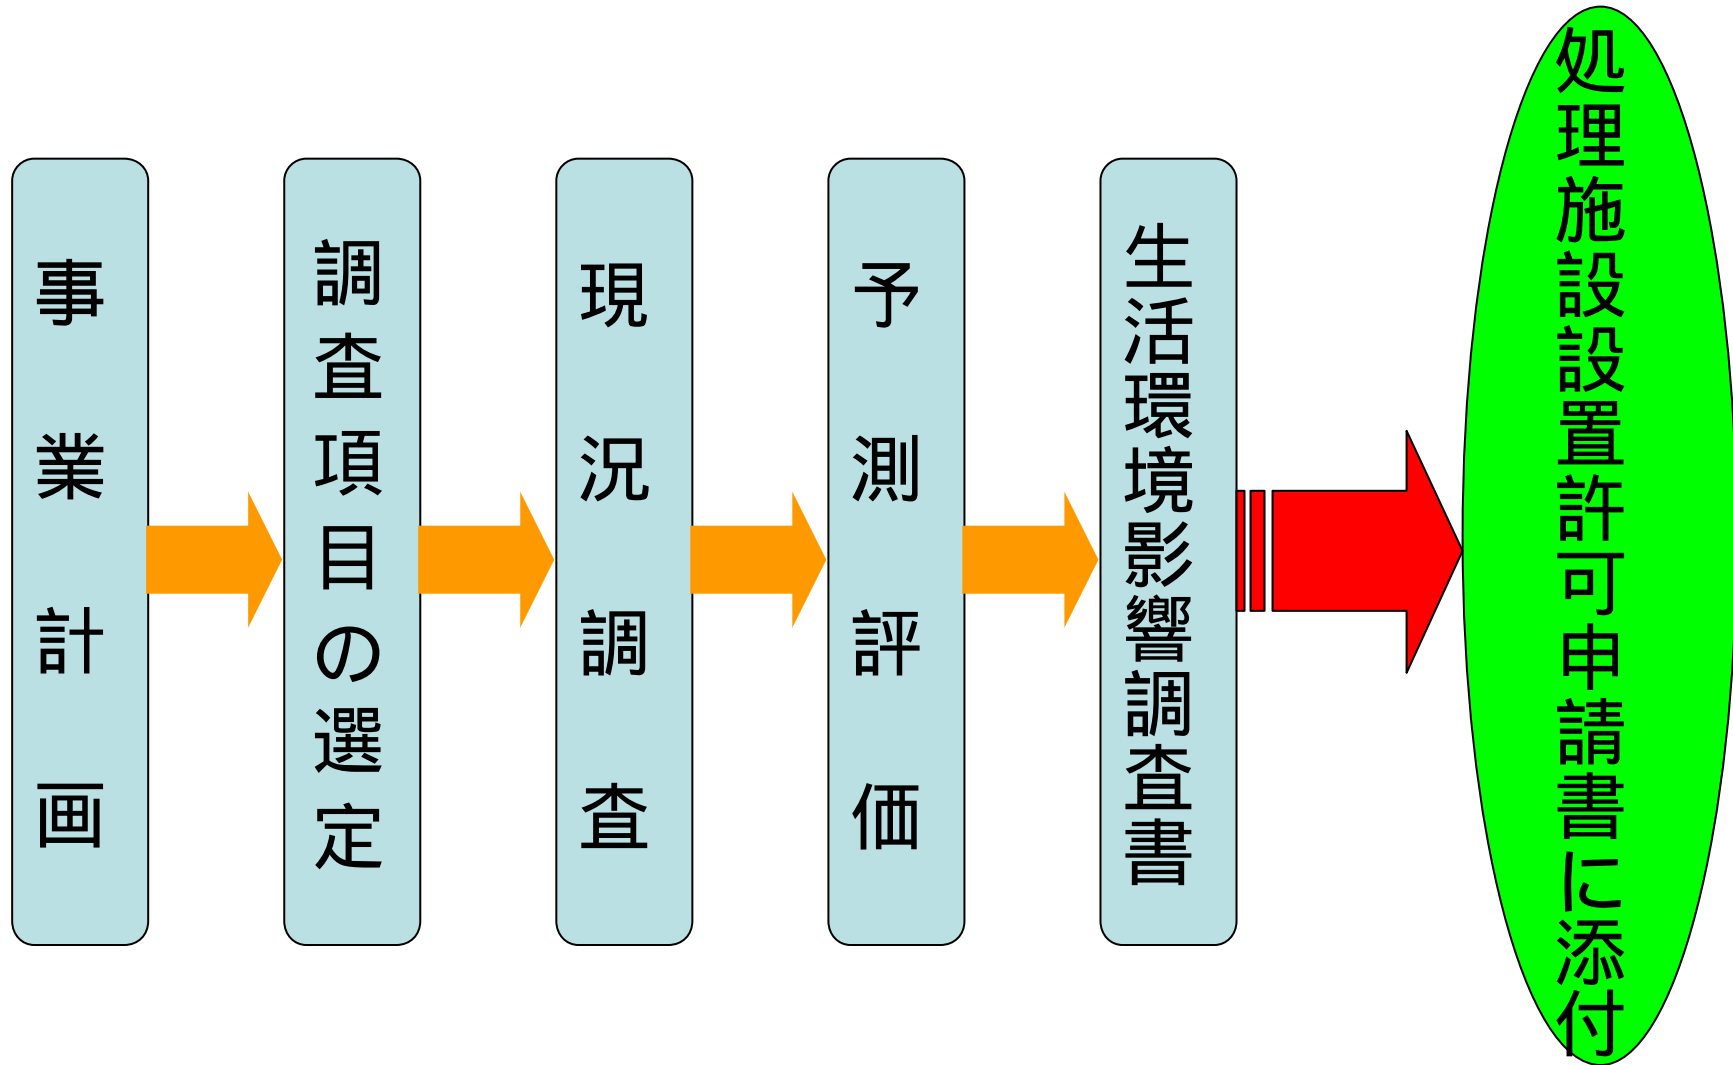 事業計画
調査項目の選定
現況調査
予測評価
生活環境影響調査書
処理施設設置許可申請書に添付